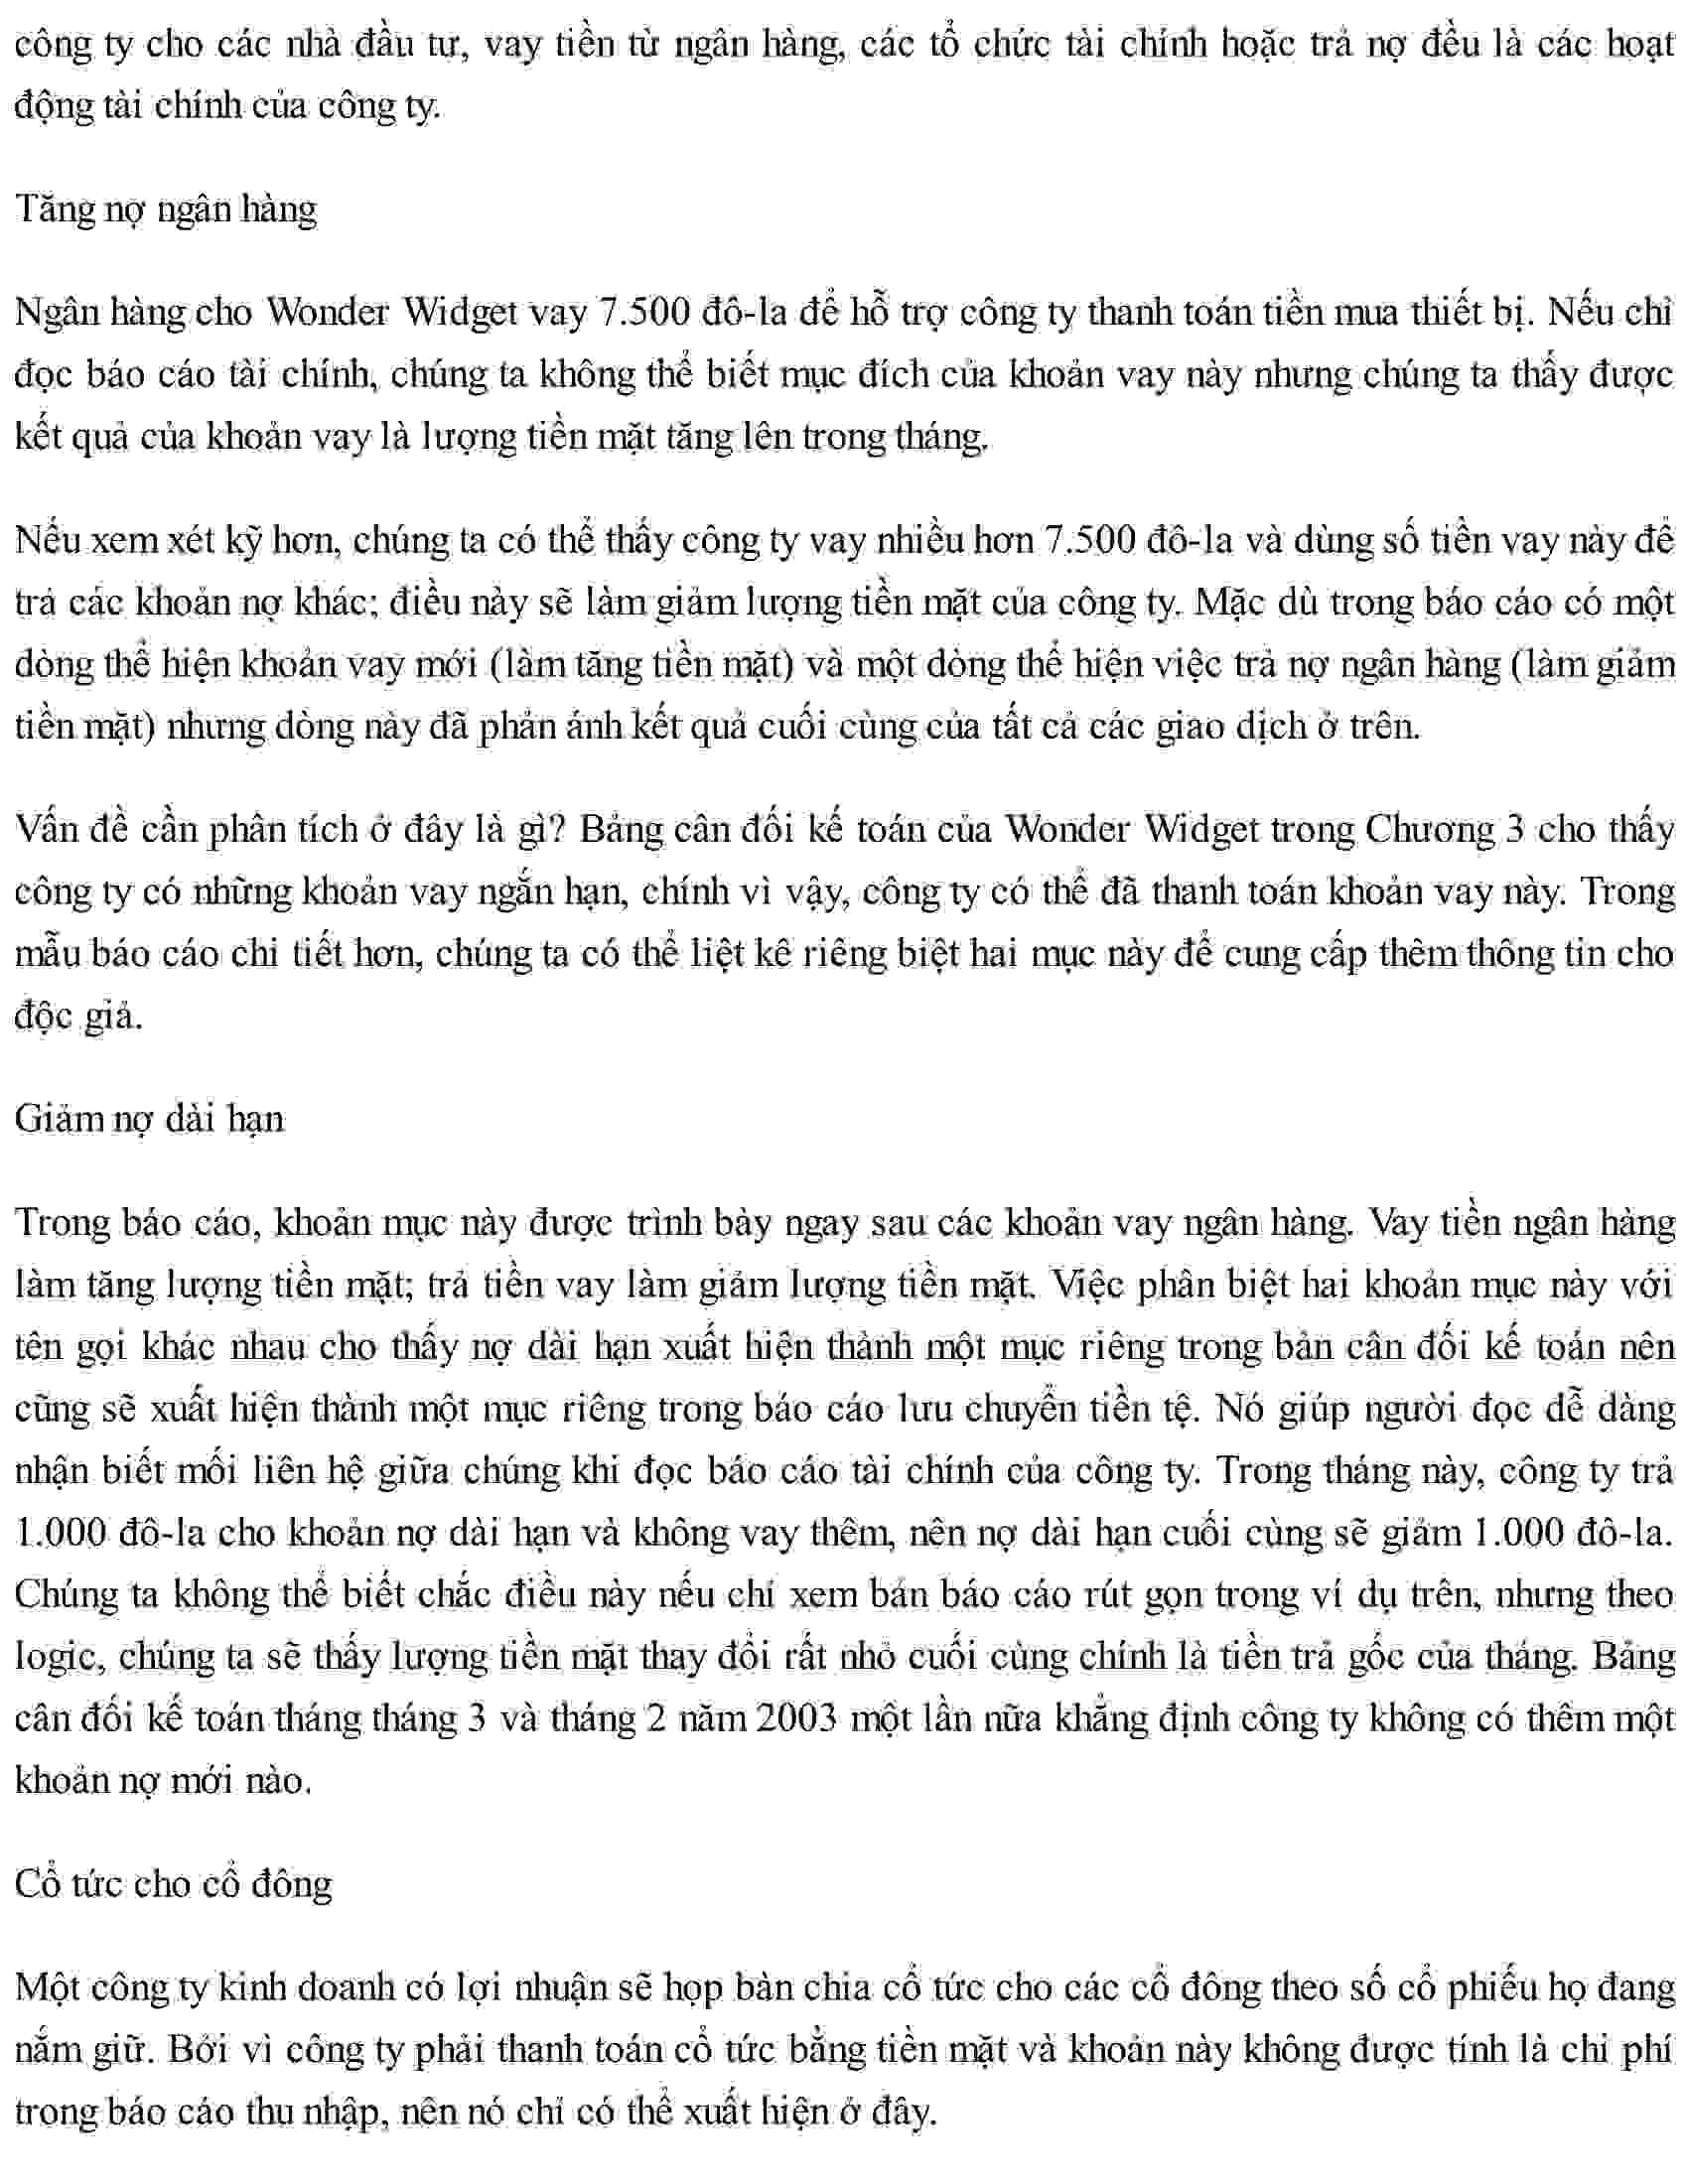 công ty cho các nhà đầu tư, vay tiền từ ngân hàng, các tổ chức tài chính hoặc trả nợ đều là các hoạt
động tài chính của công ty.
Tăng nợ ngân hàng
Ngân hàng cho Wonder Widget vay 7.500 đô-la để hỗ trợ công ty thanh toán tiền mua thiết bị. Nếu chỉ
đọc báo cáo tài chính, chúng ta không thể biết mục đích của khoản vay này nhưng chúng ta thấy được
kết quả của khoản vay là lượng tiền mặt tăng lên trong tháng.
Nếu xem xét kỹ hơn, chúng ta có thể thấy công ty vay nhiều hơn 7.500 đô-la và dùng số tiền vay này để
trả các khoản nợ khác; điều này sẽ làm giảm lượng tiền mặt của công ty. Mặc dù trong báo cáo có một
dòng thể hiện khoản vay mới (làm tăng tiền mặt) và một dòng thể hiện việc trả nợ ngân hàng (làm giảm
tiền mặt) nhưng dòng này đã phản ánh kết quả cuối cùng của tất cả các giao dịch ở trên.
Vấn đề cần phân tích ở đây là gì? Bảng cân đối kế toán của Wonder Widget trong Chương 3 cho thấy
công ty có những khoản vay ngắn hạn, chính vì vậy, công ty có thể đã thanh toán khoản vay này. Trong
mẫu báo cáo chi tiết hơn, chúng ta có thể liệt kê riêng biệt hai mục này để cung cấp thêm thông tin cho
độc giả.
Giảm nợ dài hạn
Trong báo cáo, khoản mục này được trình bày ngay sau các khoản vay ngân hàng. Vay tiền ngân hàng
làm tăng lượng tiền mặt; trả tiền vay làm giảm lượng tiền mặt. Việc phân biệt hai khoản mục này với
tên gọi khác nhau cho thấy nợ dài hạn xuất hiện thành một mục riêng trong bản cân đối kế toán nên
cũng sẽ xuất hiện thành một mục riêng trong báo cáo lưu chuyển tiền tệ. Nó giúp người đọc dễ dàng
nhận biết mối liên hệ giữa chúng khi đọc báo cáo tài chính của công ty. Trong tháng này, công ty trả
1.000 đô-la cho khoản nợ dài hạn và không vay thêm, nên nợ dài hạn cuối cùng sẽ giảm 1.000 đô-la.
Chúng ta không thể biết chắc điều này nếu chỉ xem bản báo cáo rút gọn trong ví dụ trên, nhưng theo
logic, chúng ta sẽ thấy lượng tiền mặt thay đổi rất nhỏ cuối cùng chính là tiền trả gốc của tháng. Bảng
cân đối kế toán tháng tháng 3 và tháng 2 năm 2003 một lần nữa khẳng định công ty không có thêm một
khoản nợ mới nào.
Cổ tức cho cổ đông
Một công ty kinh doanh có lợi nhuận sẽ họp bàn chia cổ tức cho các cổ đông theo số cổ phiếu họ đang
nắm giữ. Bởi vì công ty phải thanh toán cổ tức bằng tiền mặt và khoản này không được tính là chi phí
trong báo cáo thu nhập, nên nó chỉ có thể xuất hiện ở đây.